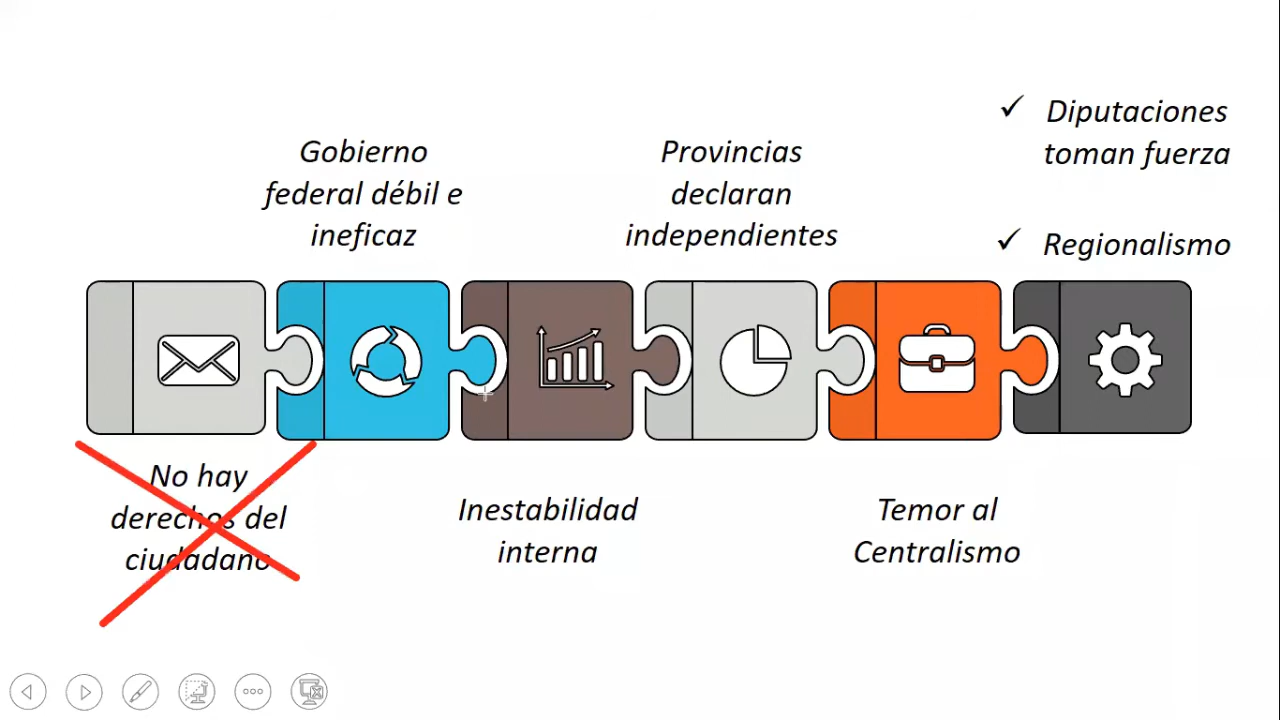 Gobierno
federal débil e
ineficaz
Provincias
declaran
independientes
✓ Diputaciones
toman fuerza
✓ Regionalismo
No hay
derechos del
ciudadano
Inestabilidad
interna
Temor al
Centralismo